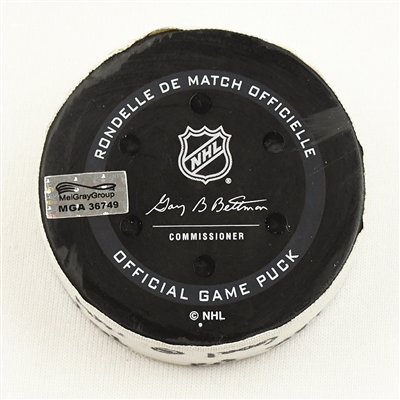 RONDELLE DE MATCH OFFICIELLE
NHL
MeiGrayGroup
MGA 36749
Gary B Bettman
COMMISSIONER
OFFICIAL GAME PUCK
© NHL